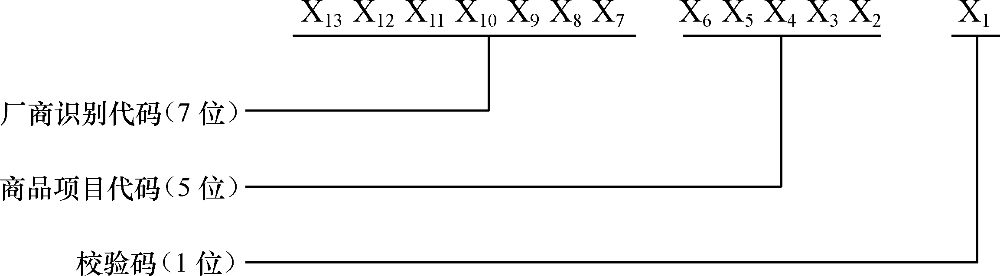 X13 X12 X11 X10 X9 X8 X7 X6 X5 X4 X3 X2 X1
厂商识别代码（7 位）
商品项目代码（5 位）
校验码（1 位）